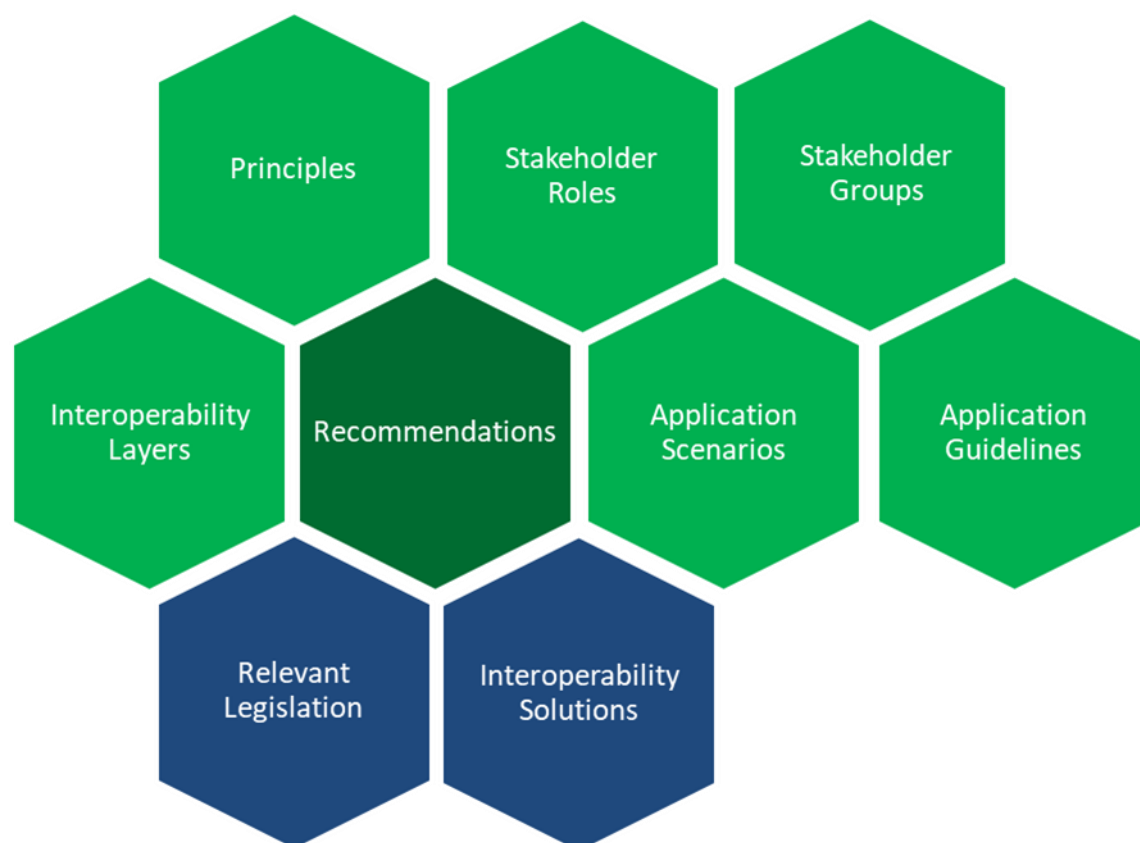 Principles
Stakeholder
Roles
Stakeholder
Groups
Interoperability
Layers
Recommendations
Application
Scenarios
Application
Guidelines
Relevant
Legislation
Interoperability
Solutions